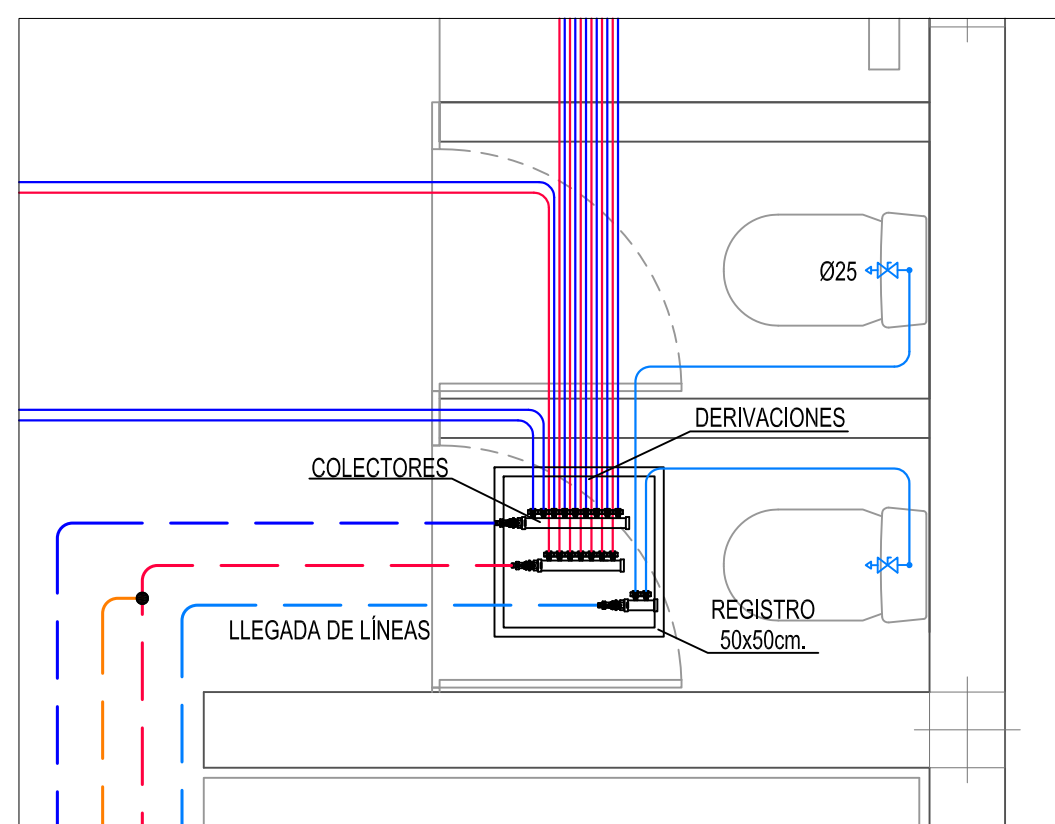 Ø25
DERIVACIONES
COLECTORES
REGISTRO
50x50cm.
LLEGADA DE LÍNEAS